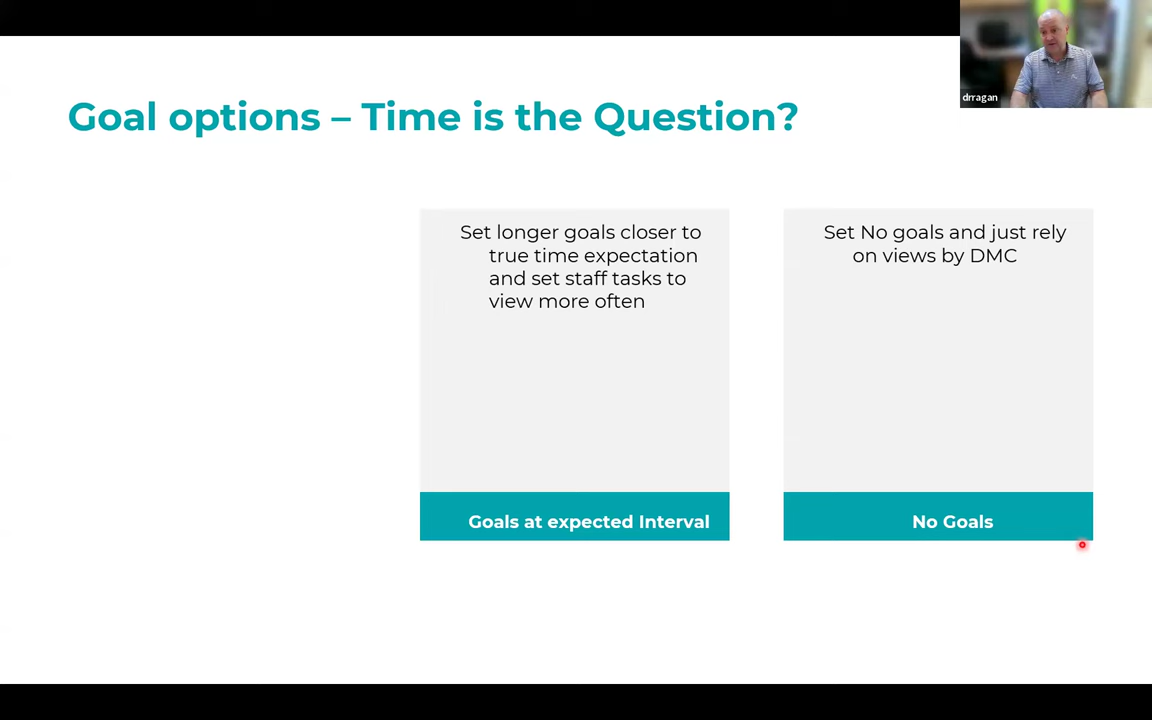 drragan
Goal options – Time is the Question?
Set longer goals closer to
true time expectation
and set staff tasks to
view more often
Goals at expected Interval
Set No goals and just rely
on views by DMC
No Goals